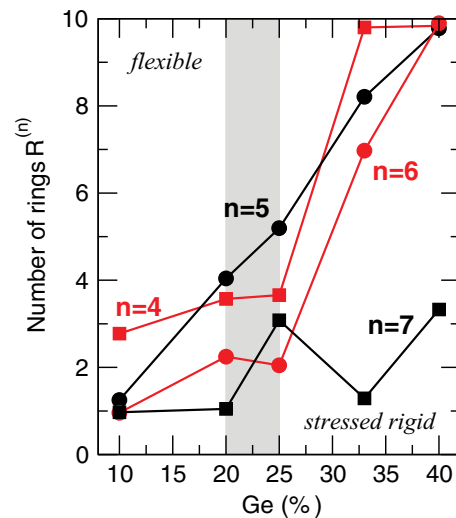 10
8
6
4
2
0
Number of rings R(n)
flexible
n=5
n=6
n=4
n=7
stressed rigid
10 15 20 25 30 35 40
Ge (%)